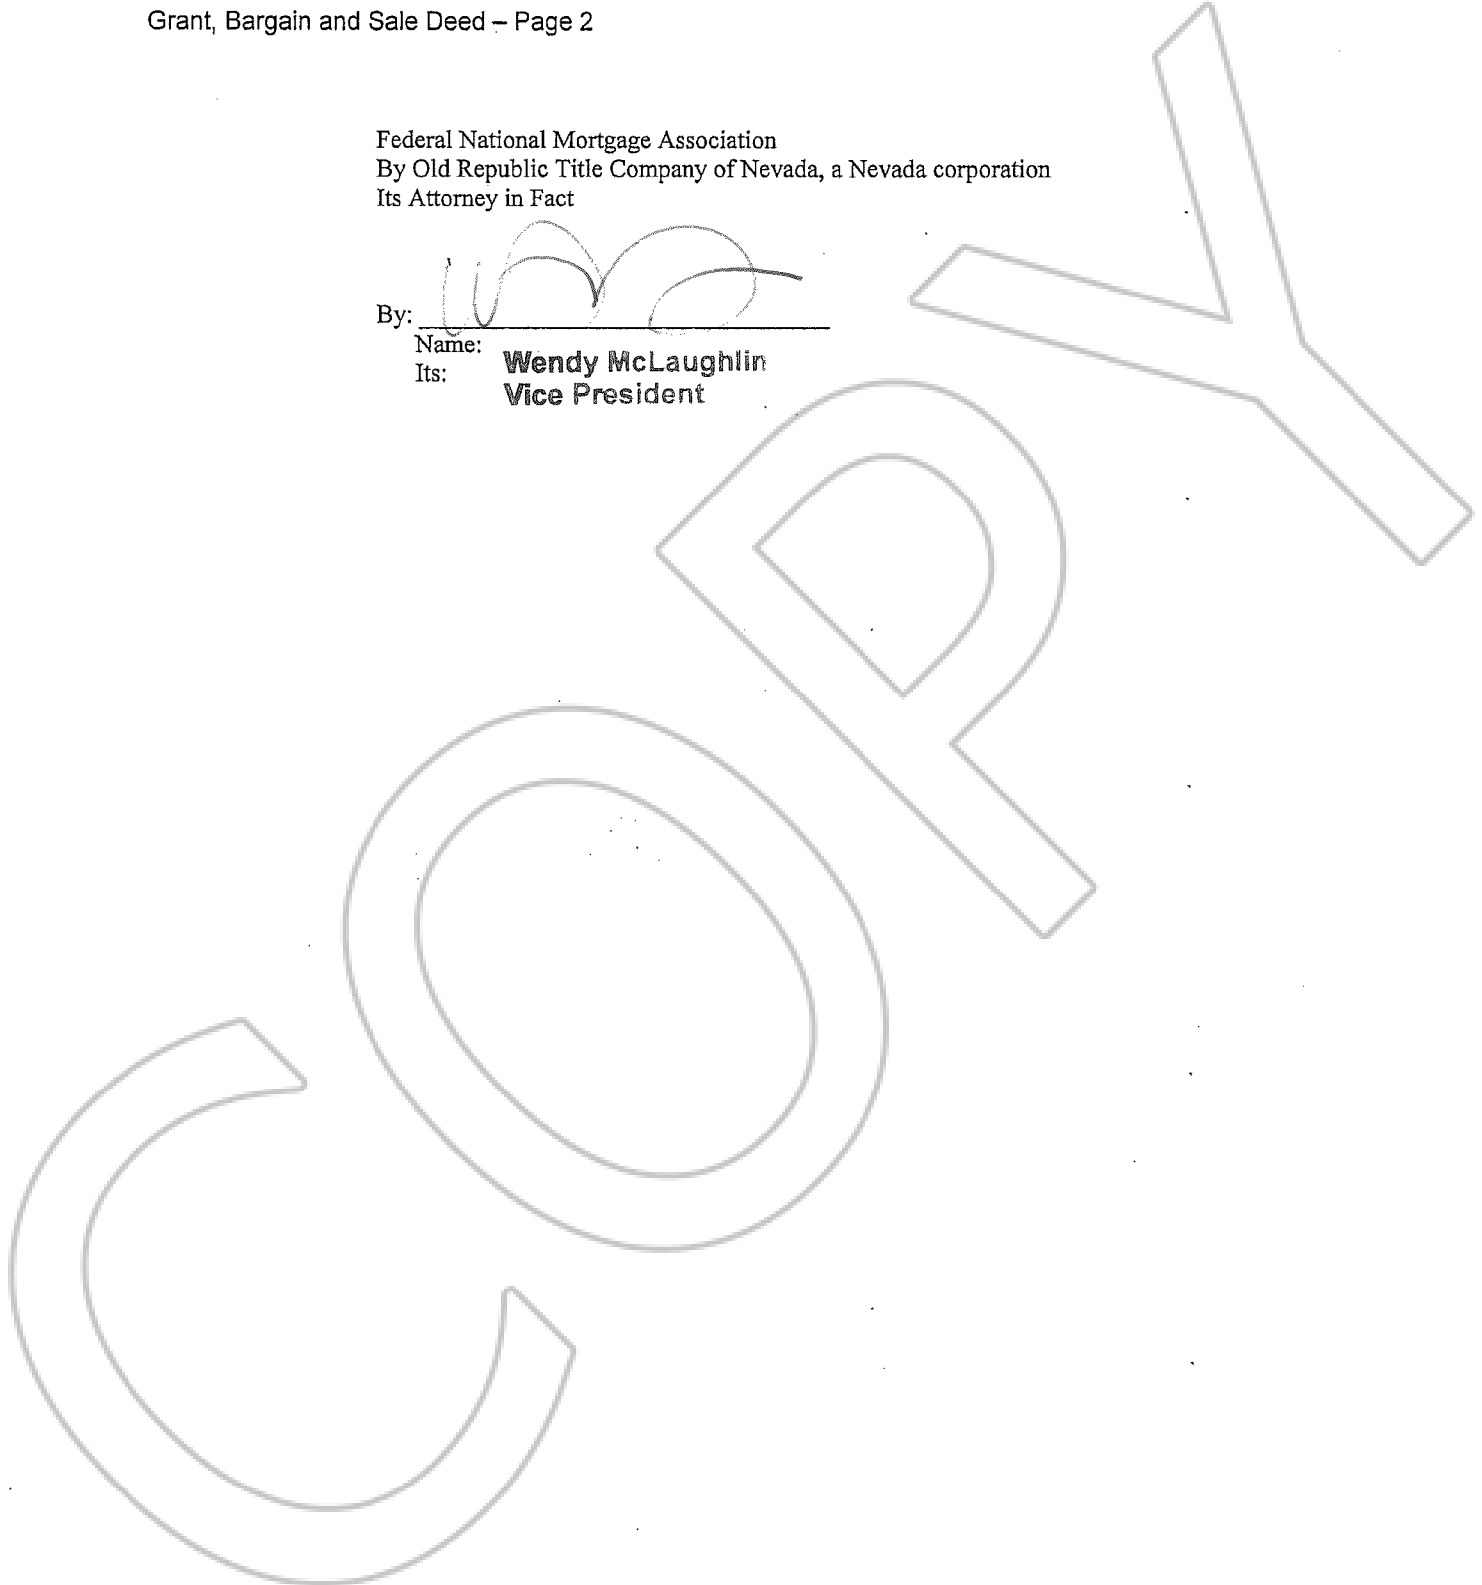 Grant, Bargain and Sale Deed – Page 2
Federal National Mortgage Association
By Old Republic Title Company of Nevada, a Nevada corporation
Its Attorney in Fact
By:
Name:
Its:
Wendy McLaughlin
Vice President
COPY